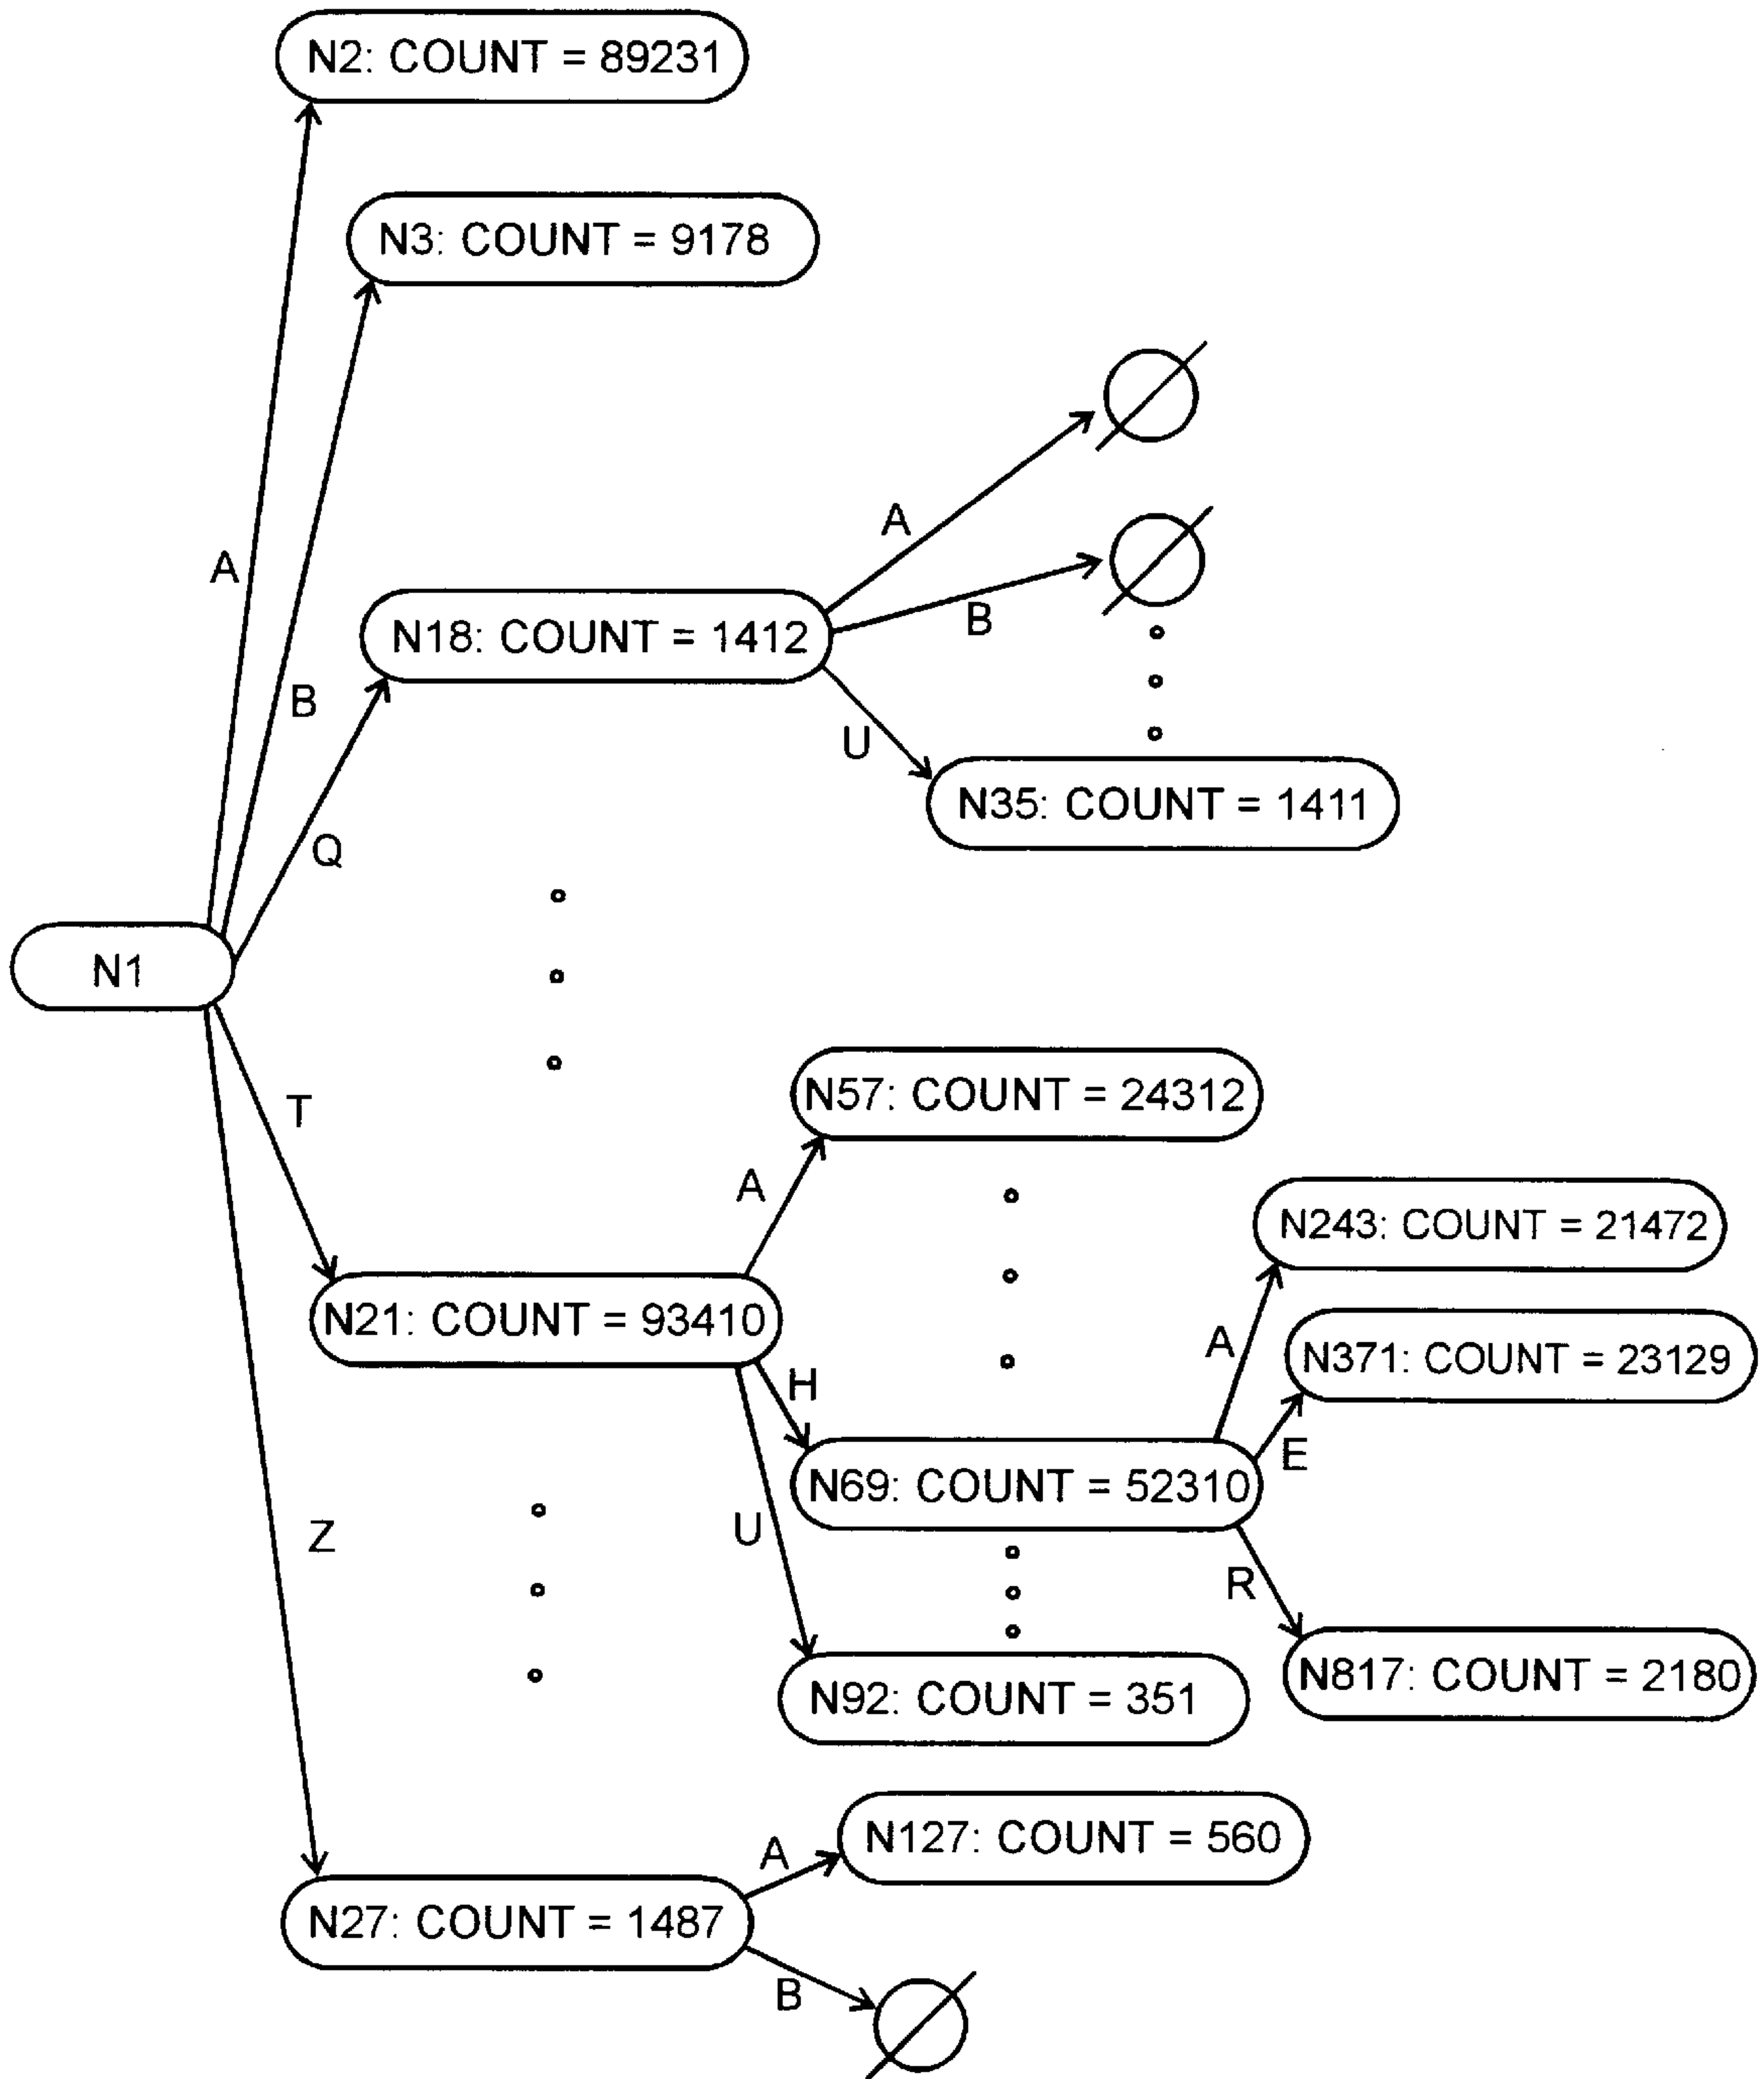 N2: COUNT = 89231
N3: COUNT = 9178
A
A
B
N18: COUNT = 1412
B
U
N35: COUNT = 1411
Q
N1
N57: COUNT = 24312
T
A
N243: COUNT = 21472
N21: COUNT = 93410
A
N371: COUNT = 23129
H
E
N69: COUNT = 52310
Z
U
R
N817: COUNT = 2180
N92: COUNT = 351
N127: COUNT = 560
A
N27: COUNT = 1487
B